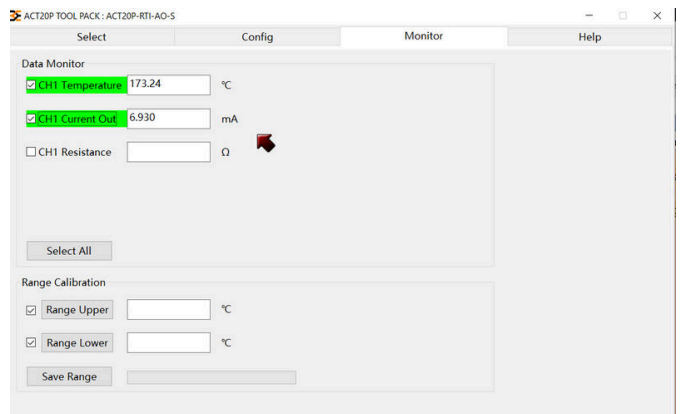 ACT20P TOOL PACK : ACT20P-RTI-AO-S
Select Config Monitor Help
Data Monitor
CH1 Temperature 173.24 ℃
CH1 Current Out 6.930 mA
CH1 Resistance Ω
Select All
Range Calibration
Range Upper ℃
Range Lower ℃
Save Range